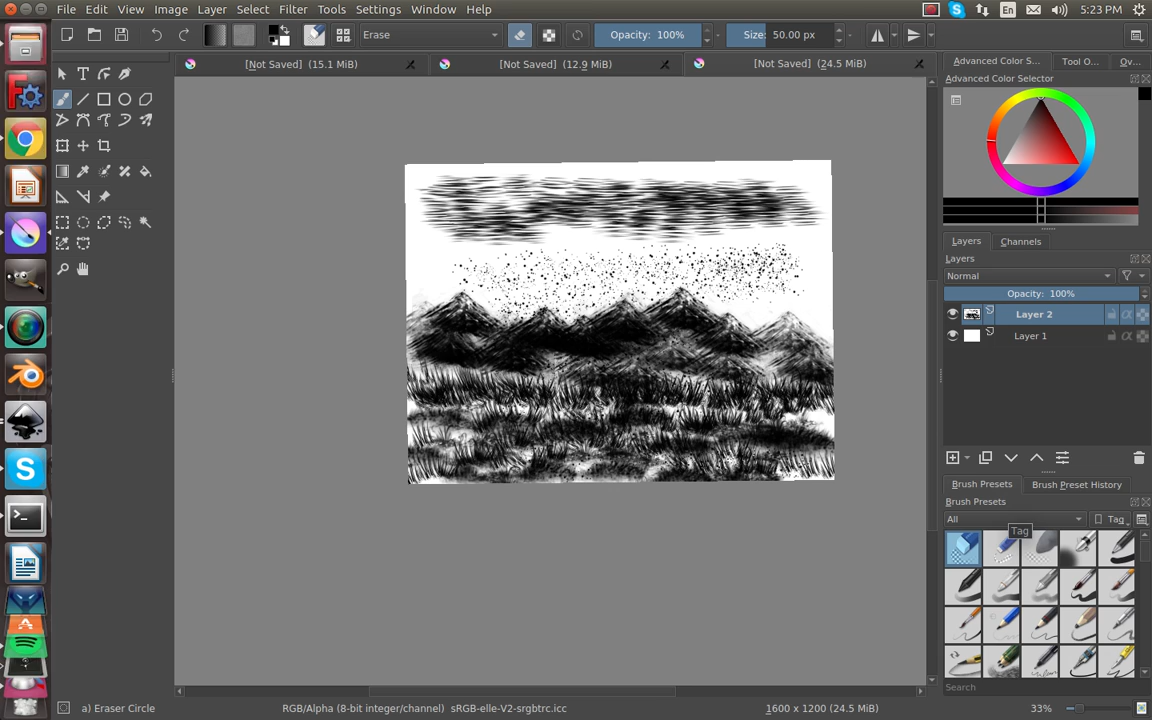 File Edit View Image Layer Select Filter Tools Settings Window Help
En 5:23 PM
Erase Opacity: 100% Size: 50.00 px
[Not Saved] (15.1 MiB) [Not Saved] (12.9 MiB) [Not Saved] (24.5 MiB)
Advanced Color S... Tool O... Ov...
Advanced Color Selector
Layers Channels
Layers
Normal
Opacity: 100%
Layer 2
Layer 1
Brush Presets Brush Preset History
Brush Presets
All Tag
Tag
Search
a) Eraser Circle RGB/Alpha (8-bit integer/channel) sRGB-elle-V2-srgbtrc.icc 1600 x 1200 (24.5 MiB) 33%